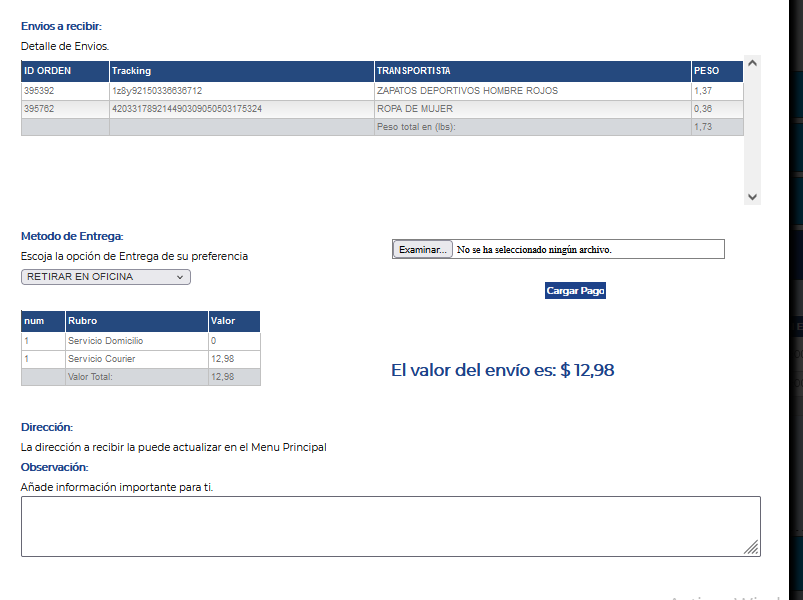 Envios a recibir:
Detalle de Envios.
ID ORDEN Tracking TRANSPORTISTA PESO
395392 1z8y92150336636712 ZAPATOS DEPORTIVOS HOMBRE ROJOS 1,37
395762 420331789214490309050503175324 ROPA DE MUJER 0,36
Peso total en (lbs): 1,73
Metodo de Entrega:
Escoja la opción de Entrega de su preferencia
RETIRAR EN OFICINA
Examinar... No se ha seleccionado ningún archivo.
Cargar Pago
num Rubro Valor
1 Servicio Domicilio 0
1 Servicio Courier 12,98
Valor Total: 12,98
El valor del envío es: $ 12,98
Dirección:
La dirección a recibir la puede actualizar en el Menu Principal
Observación:
Añade información importante para ti.